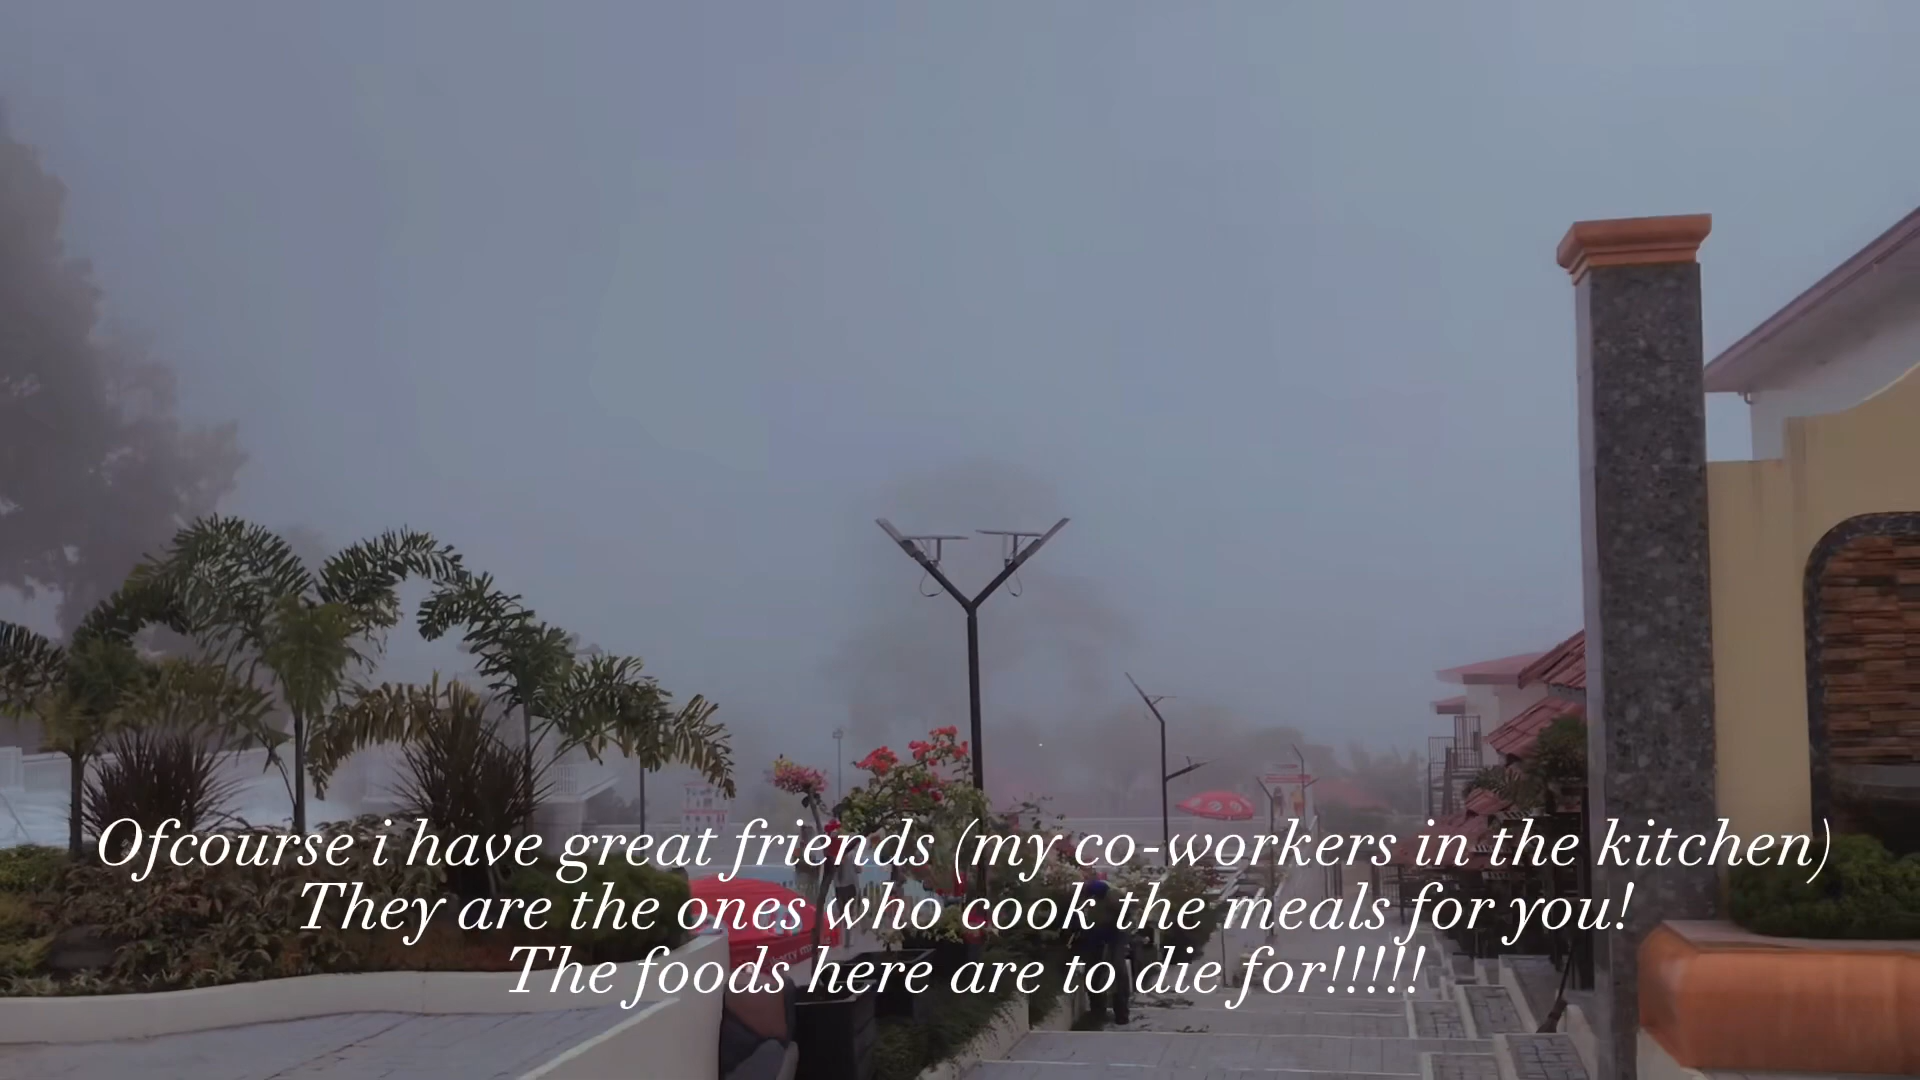 Ofcourse i have great friends (my co-workers in the kitchen)
They are the ones who cook the meals for you!
The foods here are to die for!!!!!